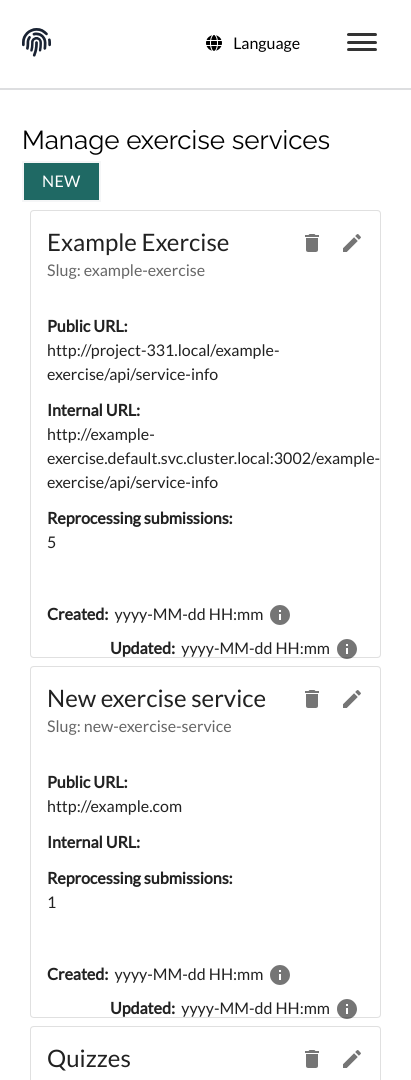 Language
Manage exercise services
NEW
Example Exercise
Slug: example-exercise
Public URL:
http://project-331.local/example-
exercise/api/service-info
Internal URL:
http://example-
exercise.default.svc.cluster.local:3002/example-
exercise/api/service-info
Reprocessing submissions:
5
Created: yyyy-MM-dd HH:mm
Updated: yyyy-MM-dd HH:mm
New exercise service
Slug: new-exercise-service
Public URL:
http://example.com
Internal URL:
Reprocessing submissions:
1
Created: yyyy-MM-dd HH:mm
Updated: yyyy-MM-dd HH:mm
Quizzes